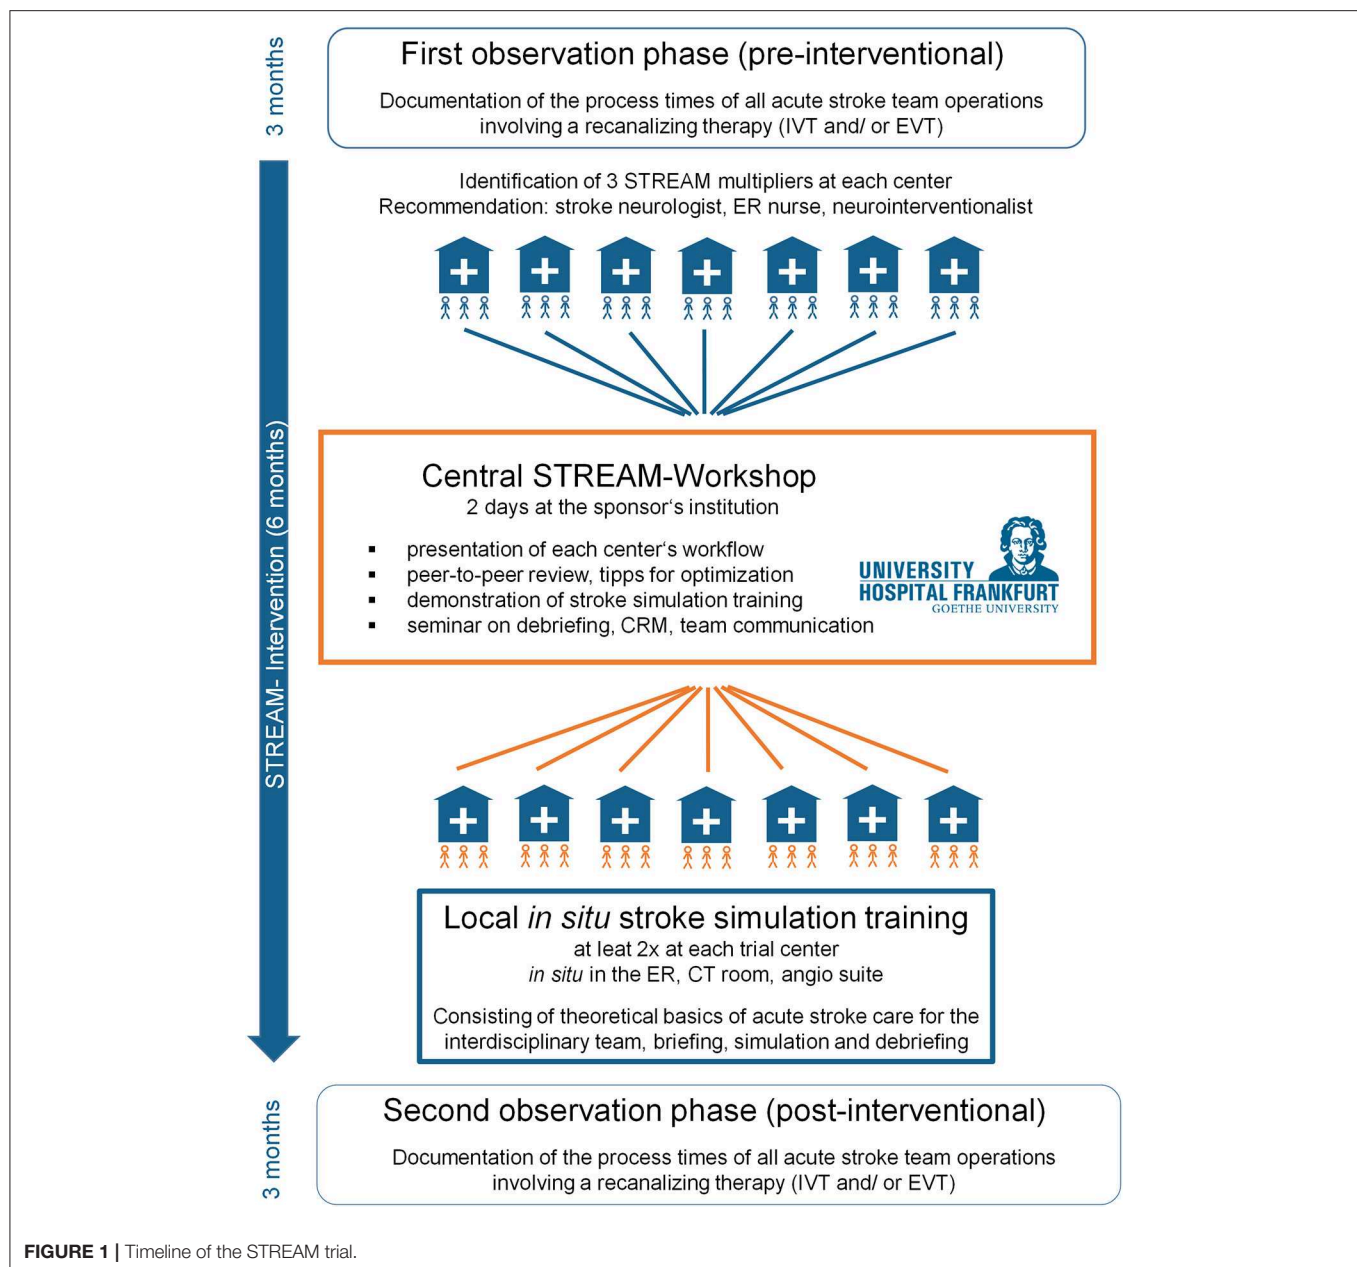 3 months
First observation phase (pre-interventional)
Documentation of the process times of all acute stroke team operations
involving a recanalizing therapy (IVT and/ or EVT)
STREAM- Intervention (6 months)
Identification of 3 STREAM multipliers at each center
Recommendation: stroke neurologist, ER nurse, neurointerventionalist
Central STREAM-Workshop
2 days at the sponsor‘s institution
▪ presentation of each center‘s workflow
▪ peer-to-peer review, tipps for optimization
▪ demonstration of stroke simulation training
▪ seminar on debriefing, CRM, team communication
UNIVERSITY
HOSPITAL FRANKFURT
GOETHE UNIVERSITY
Local in situ stroke simulation training
at leat 2x at each trial center
in situ in the ER, CT room, angio suite
Consisting of theoretical basics of acute stroke care for the
interdisciplinary team, briefing, simulation and debriefing
3 months
Second observation phase (post-interventional)
Documentation of the process times of all acute stroke team operations
involving a recanalizing therapy (IVT and/ or EVT)
FIGURE 1 | Timeline of the STREAM trial.